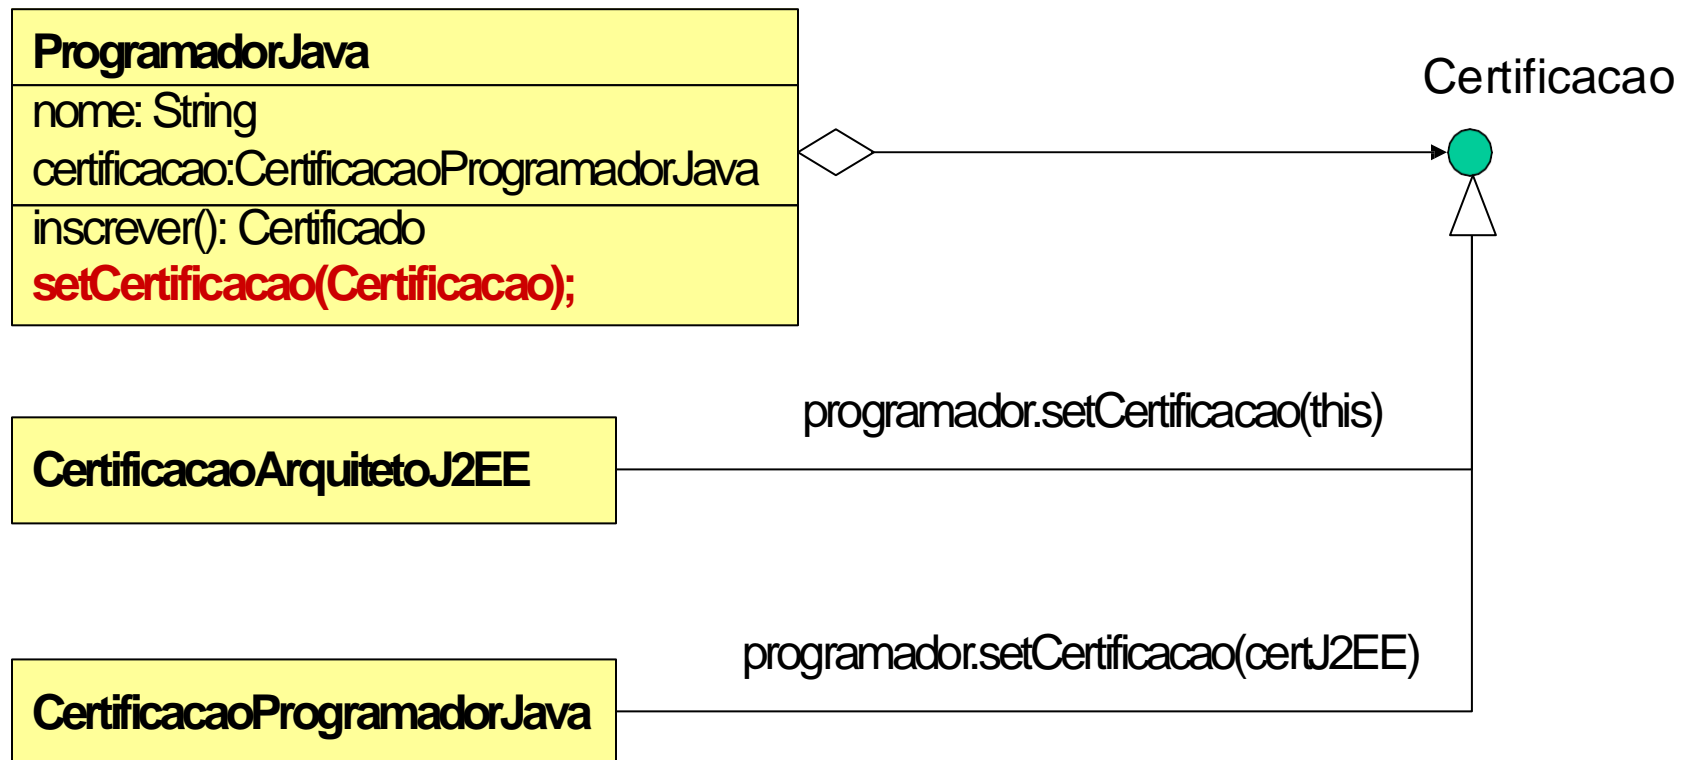 ProgramadorJava
nome: String
certificacao:CertificacaoProgramadorJava
inscrever(): Certificado
setCertificacao(Certificacao);
Certificacao
programador.setCertificacao(this)
CertificacaoArquitetoJ2EE
programador.setCertificacao(certJ2EE)
CertificacaoProgramadorJava